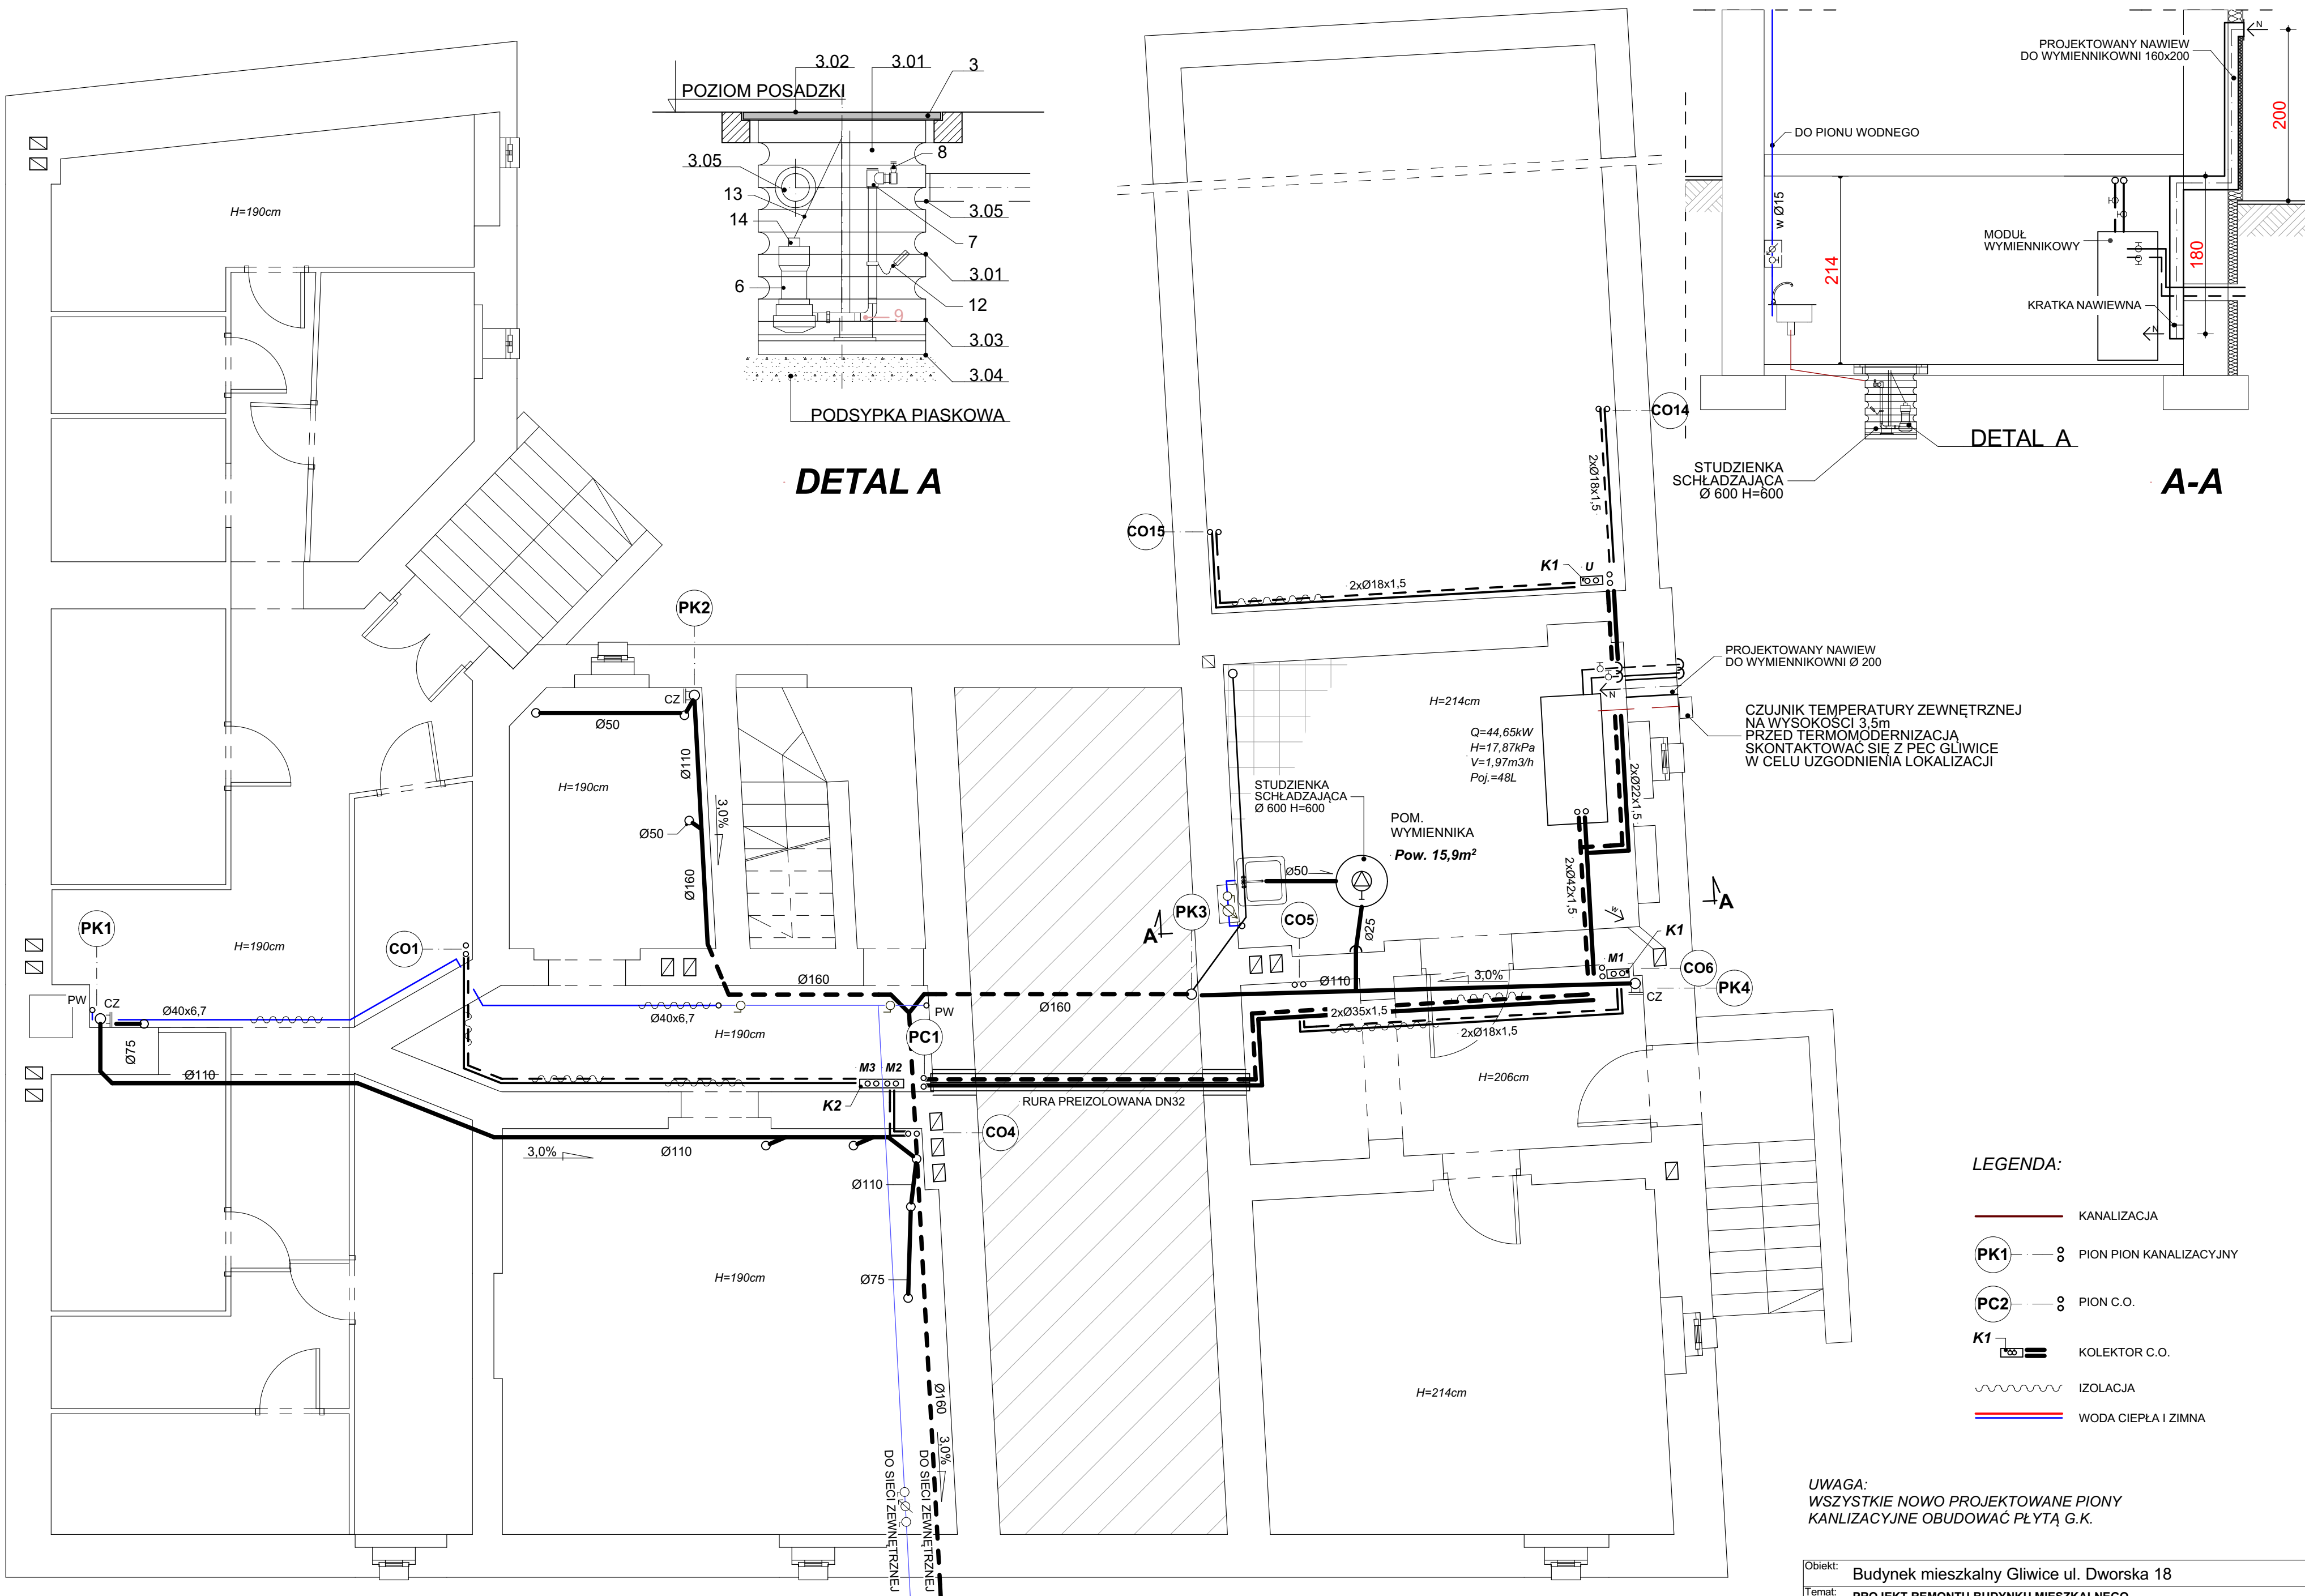 3.02
3.01
3
POZIOM POSADZKI
3.05
8
13
14
3.05
7
3.01
6
12
9
3.03
3.04
PODSYPKA PIASKOWA
DETAL A
N
PROJEKTOWANY NAWIEW
DO WYMIENNIKOWNI 160x200
200
DO PIONU WODNEGO
w Ø15
214
MODUŁ
WYMIENNIKOWY
180
KRATKA NAWIEWNA
N
DETAL A
STUDZIENKA
SCHŁADZAJĄCA
Ø 600 H=600
A-A
H=190cm
CO14
2xØ18x1,5
CO15
K1
U
2xØ18x1,5
PK2
CZ
Ø50
Ø110
3,0%
H=190cm
Ø50
Ø160
PROJEKTOWANY NAWIEW
DO WYMIENNIKOWNI Ø 200
N
H=214cm
Q=44,65kW
H=17,87kPa
V=1,97m3/h
Poj.=48L
CZUJNIK TEMPERATURY ZEWNĘTRZNEJ
NA WYSOKOŚCI 3,5m
PRZED TERMOMODERNIZACJĄ
SKONTAKTOWAĆ SIĘ Z PEC GLIWICE
W CELU UZGODNIENIA LOKALIZACJI
2xØ22x1,5
STUDZIENKA
SCHŁADZAJĄCA
Ø 600 H=600
POM.
WYMIENNIKA
Pow. 15,9m²
Ø50
2xØ42x1,5
A
A
W
PK3
CO5
Ø25
K1
M1
CO6
PK4
CZ
PK1
H=190cm
CO1
PW
CZ
Ø40x6,7
Ø75
Ø110
Ø160
Ø40x6,7
PW
H=190cm
PC1
Ø160
Ø110
3,0%
2xØ35x1,5
2xØ18x1,5
H=206cm
M3
M2
K2
RURA PREIZOLOWANA DN32
CO4
3,0%
Ø110
Ø110
Ø75
H=190cm
H=214cm
Ø160
3,0%
DO SIECI ZEWNĘTRZNEJ
DO SIECI ZEWNĘTRZNEJ
LEGENDA:
KANALIZACJA
PK1
PION PION KANALIZACYJNY
PC2
PION C.O.
K1
KOLEKTOR C.O.
IZOLACJA
WODA CIEPŁA I ZIMNA
UWAGA:
WSZYSTKIE NOWO PROJEKTOWANE PIONY
KANLIZACYJNE OBUDOWAĆ PŁYTĄ G.K.
Obiekt:
Budynek mieszkalny Gliwice ul. Dworska 18
Temat:
PROJEKT REMONTU BUDYNKU MIESZKALNEGO